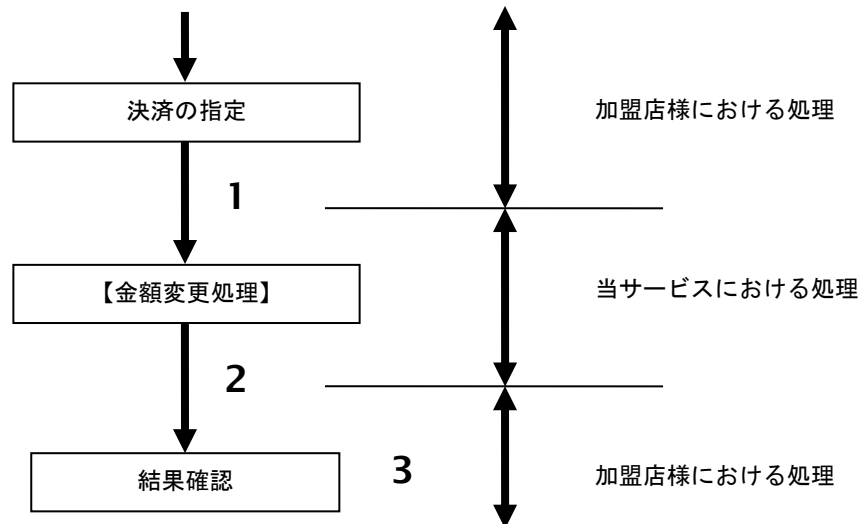 決済の指定
加盟店様における処理
1
【金額変更処理】
当サービスにおける処理
2
結果確認
3
加盟店様における処理